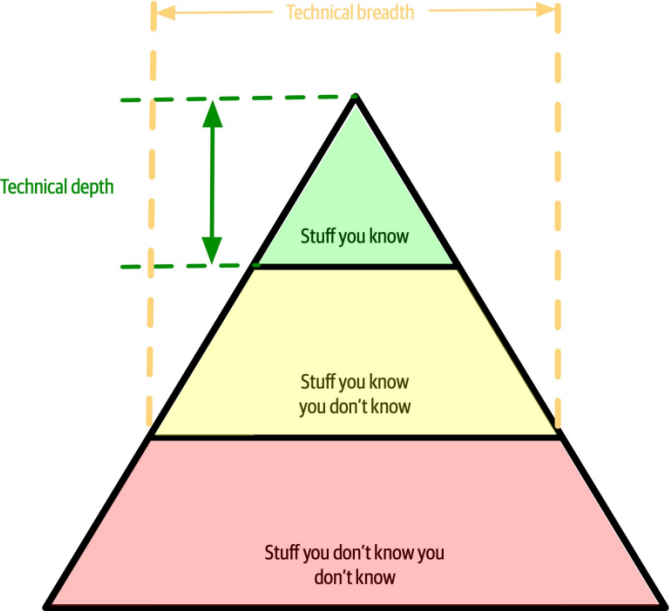 Technical breadth
Technical depth
Stuff you know
Stuff you know
you don't know
Stuff you don't know you
don't know